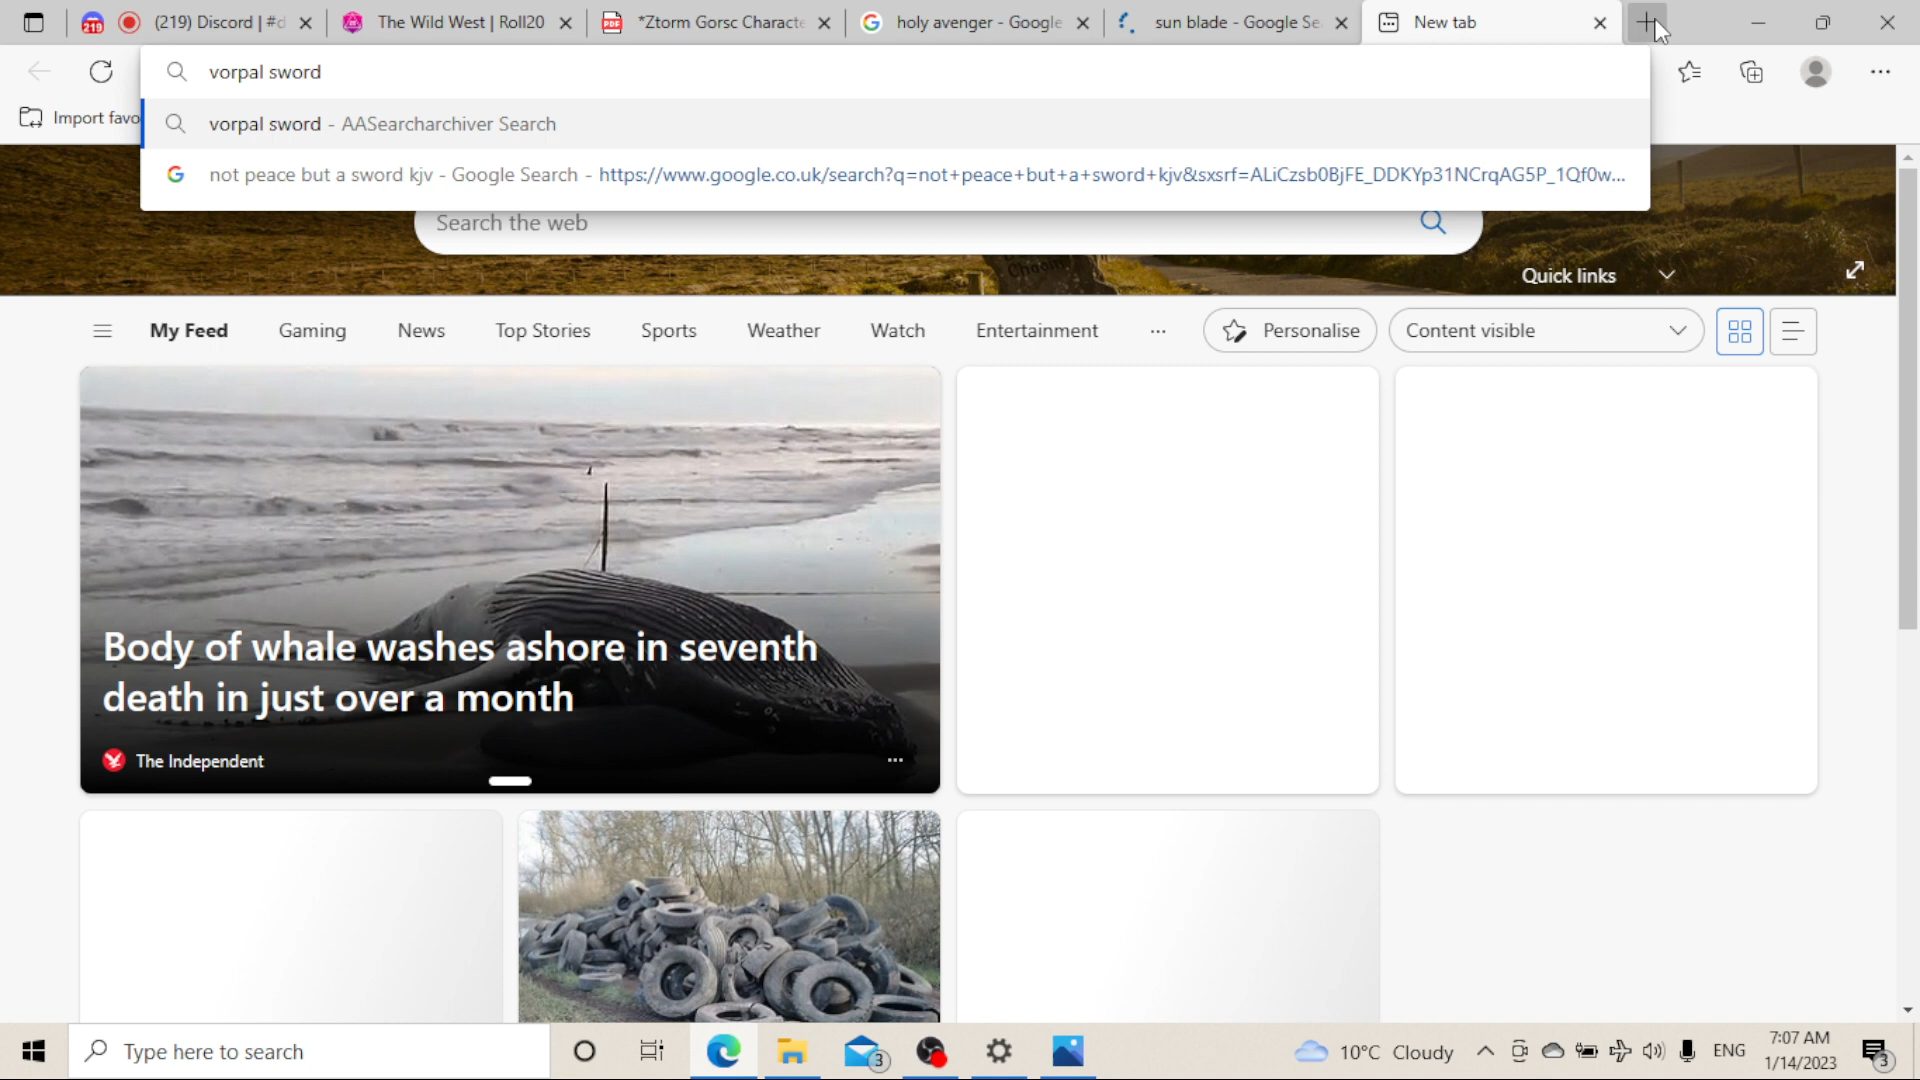 219 (219) Discord | #d
The Wild West | Roll20
*Ztorm Gorsc Characte
holy avenger - Google
sun blade - Google Se
New tab
vorpal sword
Import favo
vorpal sword - AASearcharchiver Search
not peace but a sword kjv - Google Search - https://www.google.co.uk/search?q=not+peace+but+a+sword+kjv&sxsrf=ALiCzsb0BjFE_DDKYp31NCrqAG5P_1Qf0w...
Search the web
Quick links
My Feed Gaming News Top Stories Sports Weather Watch Entertainment ... Personalise Content visible
Body of whale washes ashore in seventh
death in just over a month
The Independent
Type here to search
3
10°C Cloudy
ENG
7:07 AM
1/14/2023
3